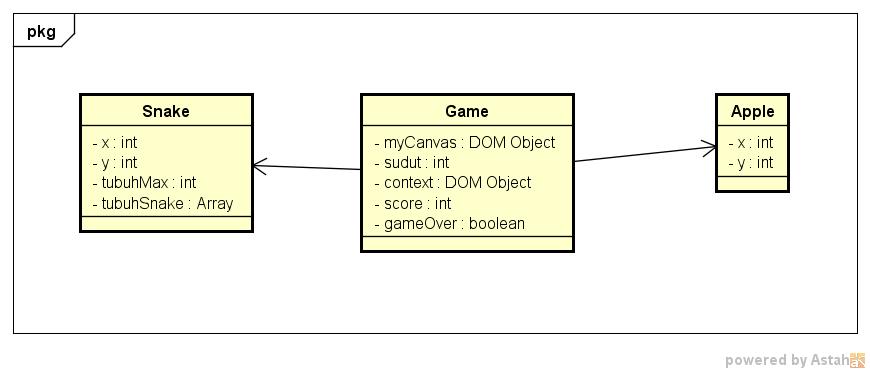 pkg
Snake
- x : int
- y : int
- tubuhMax : int
- tubuhSnake : Array
Game
- myCanvas : DOM Object
- sudut : int
- context : DOM Object
- score : int
- gameOver : boolean
Apple
- x : int
- y : int
powered by Astah